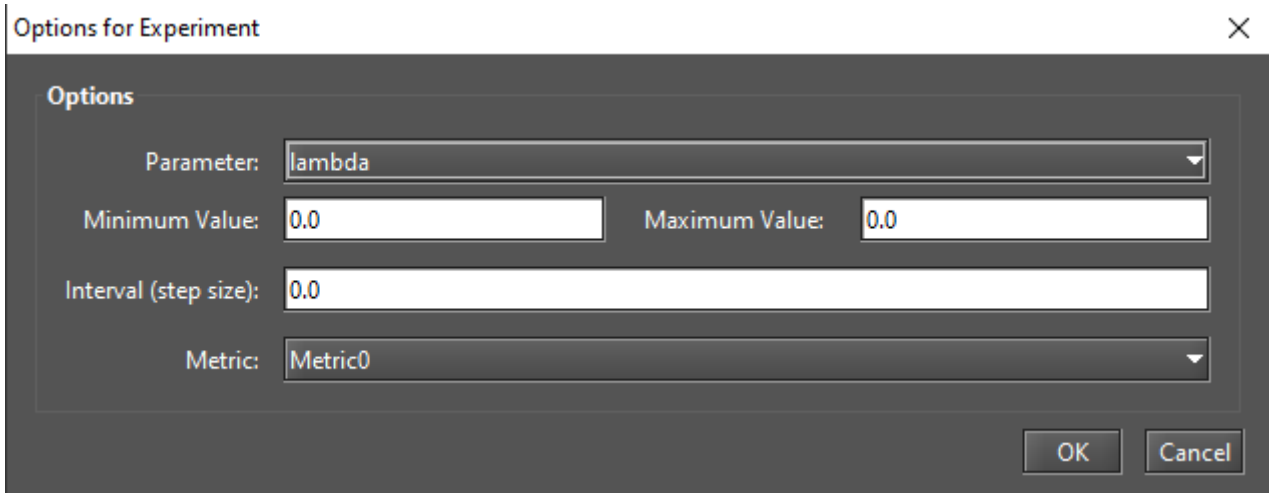 Options for Experiment
Options
Parameter: lambda
Minimum Value: 0.0 Maximum Value: 0.0
Interval (step size): 0.0
Metric: Metric0
OK Cancel